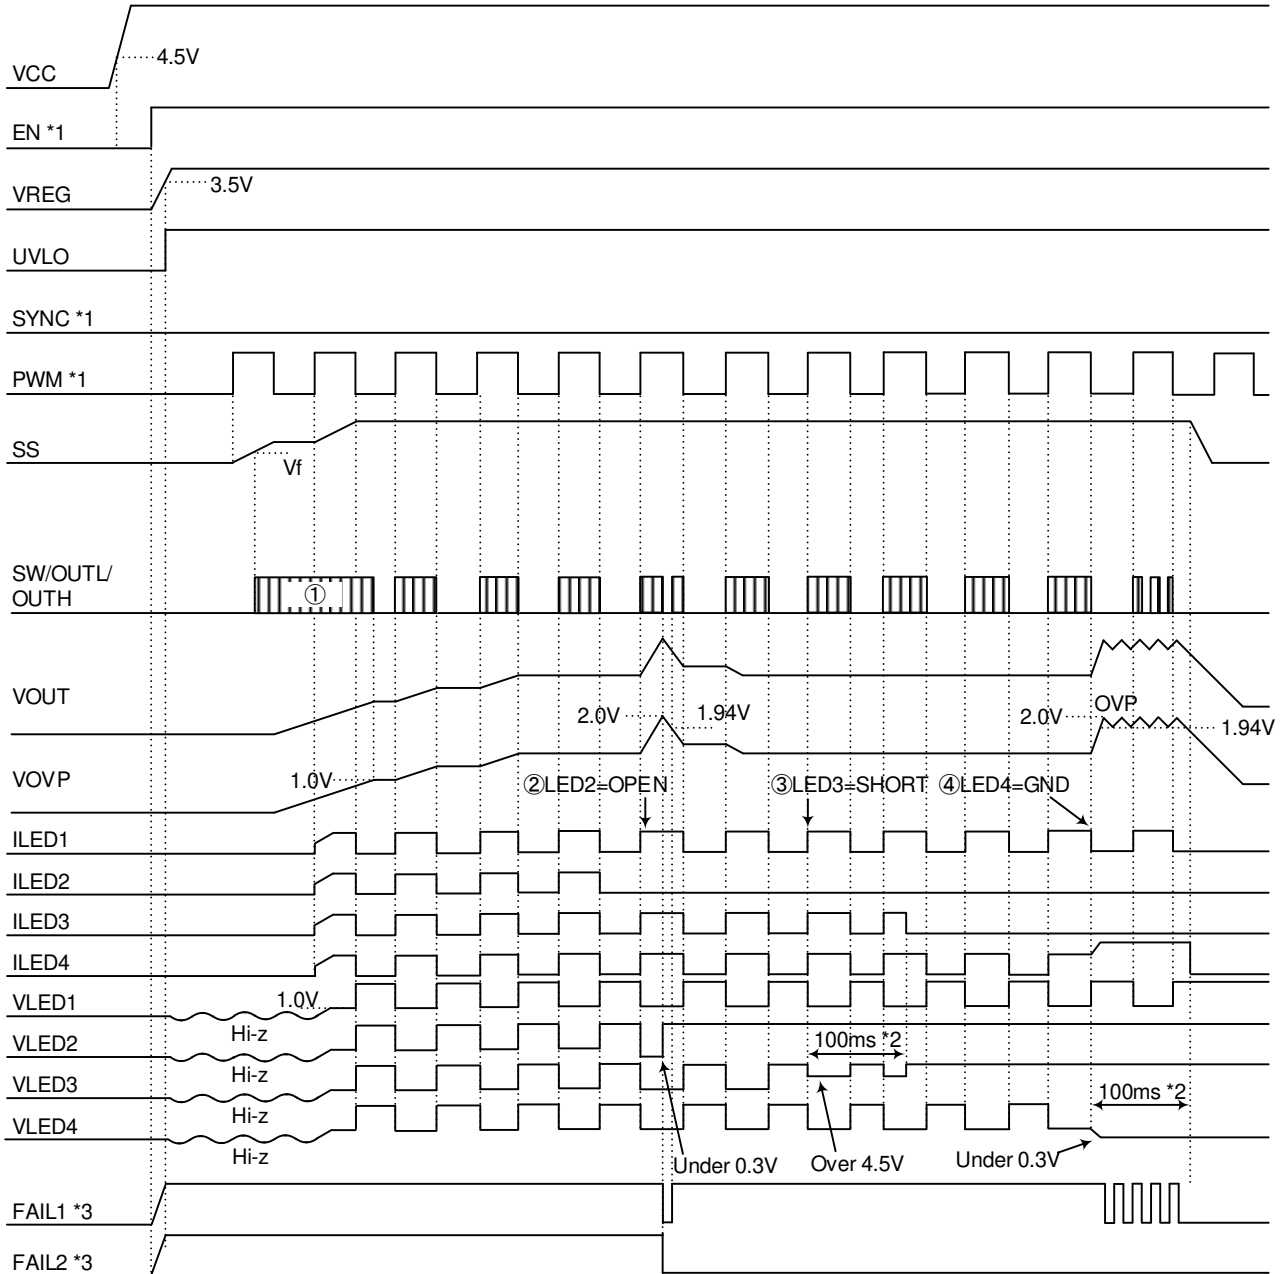 4.5V
VCC
EN *1
3.5V
VREG
UVLO
SYNC *1
PWM *1
SS
Vf
SW/OUTL/
OUTH
①
VOUT
2.0V
1.94V
OVP
2.0V
1.94V
VOVP
1.0V
②LED2=OPEN
③LED3=SHORT
④LED4=GND
ILED1
ILED2
ILED3
ILED4
1.0V
VLED1
Hi-z
VLED2
100ms *2
Hi-z
VLED3
100ms *2
Hi-z
VLED4
Hi-z
Under 0.3V
Over 4.5V
Under 0.3V
FAIL1 *3
FAIL2 *3